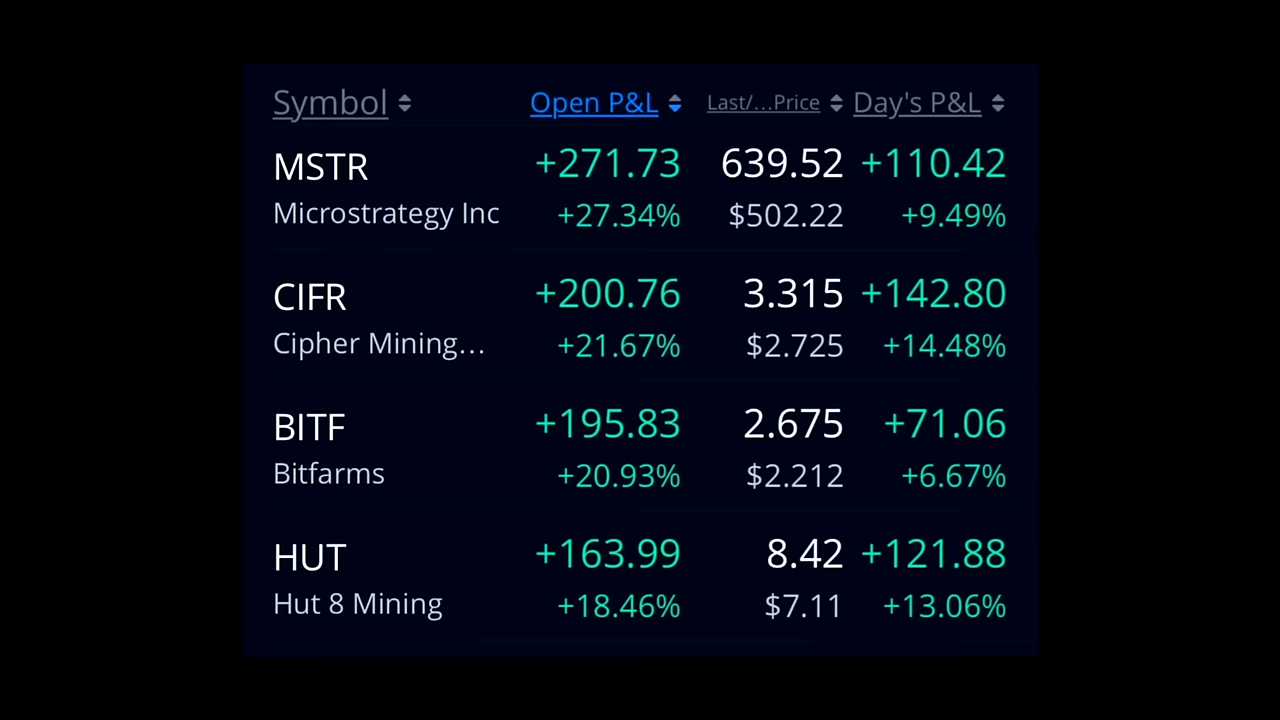 Symbol Open P&L Last/...Price Day's P&L
MSTR +271.73 639.52 +110.42
Microstrategy Inc +27.34% $502.22 +9.49%
CIFR +200.76 3.315 +142.80
Cipher Mining... +21.67% $2.725 +14.48%
BITF +195.83 2.675 +71.06
Bitfarms +20.93% $2.212 +6.67%
HUT +163.99 8.42 +121.88
Hut 8 Mining +18.46% $7.11 +13.06%